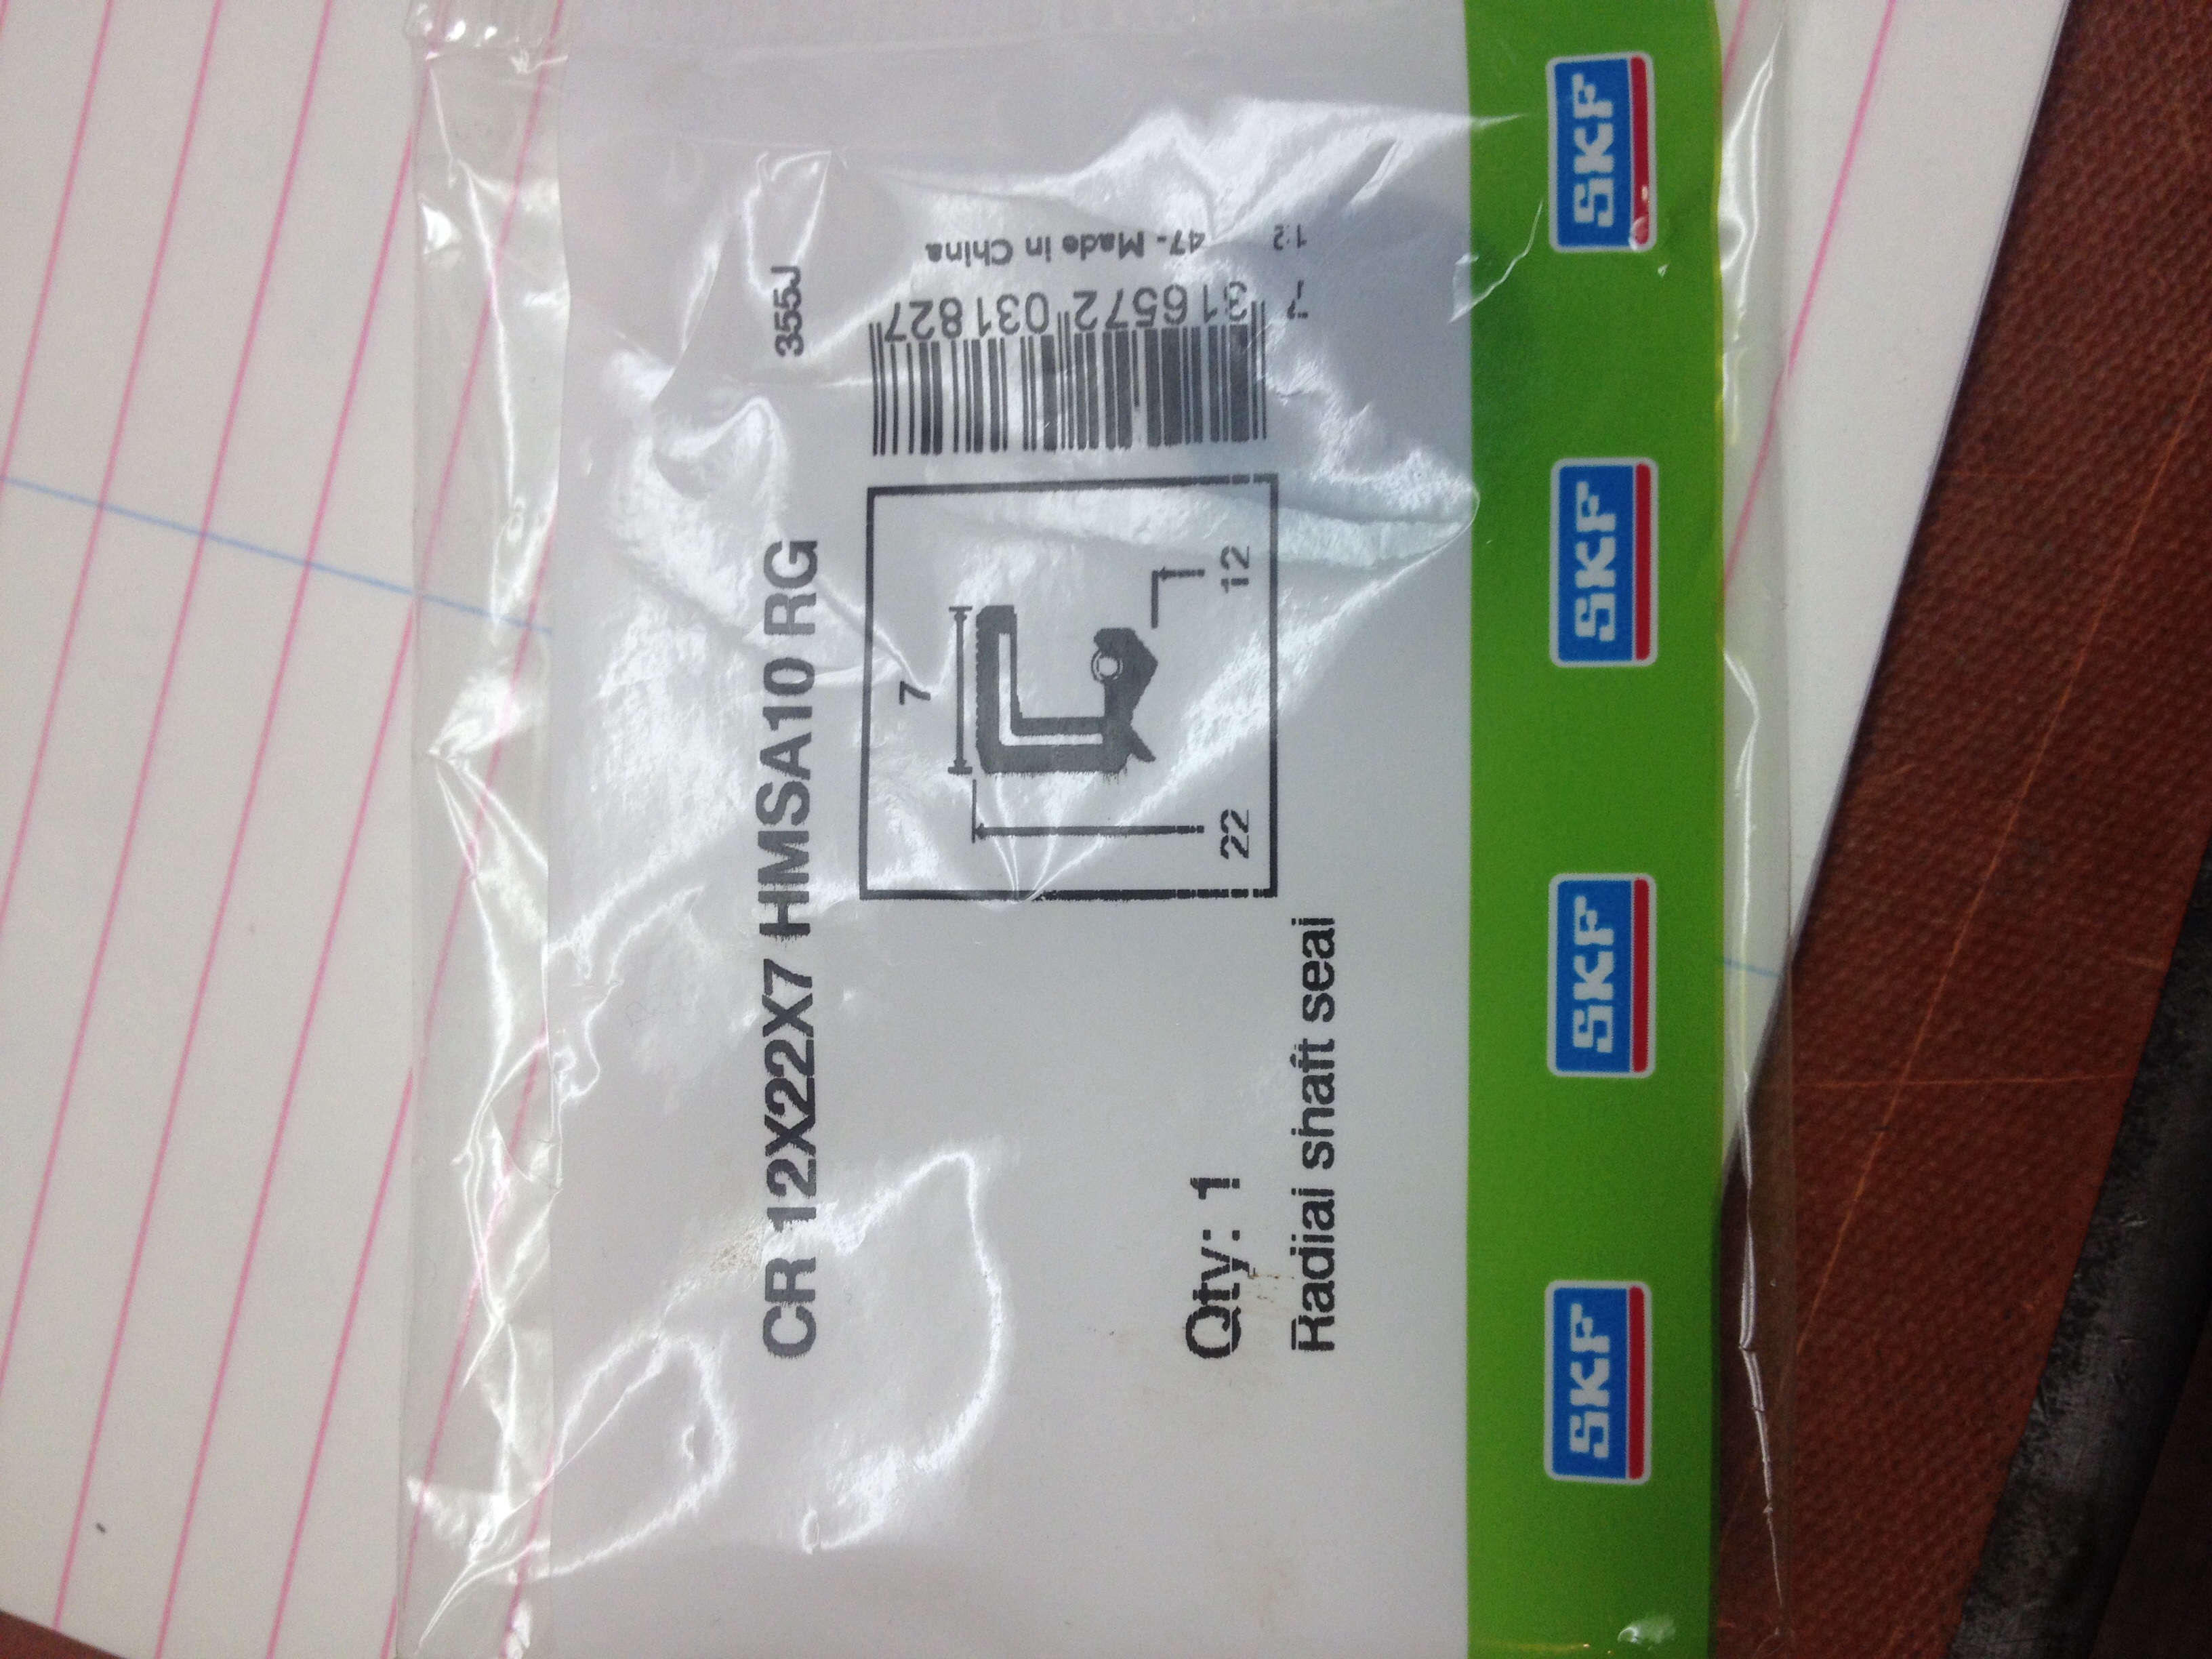 CR 12X22X7 HMSA10 RG
355J
7
22
12
7 316572 031827
12 47- Made in China
Qty: 1
Radial shaft seal
SKF
SKF
SKF
SKF